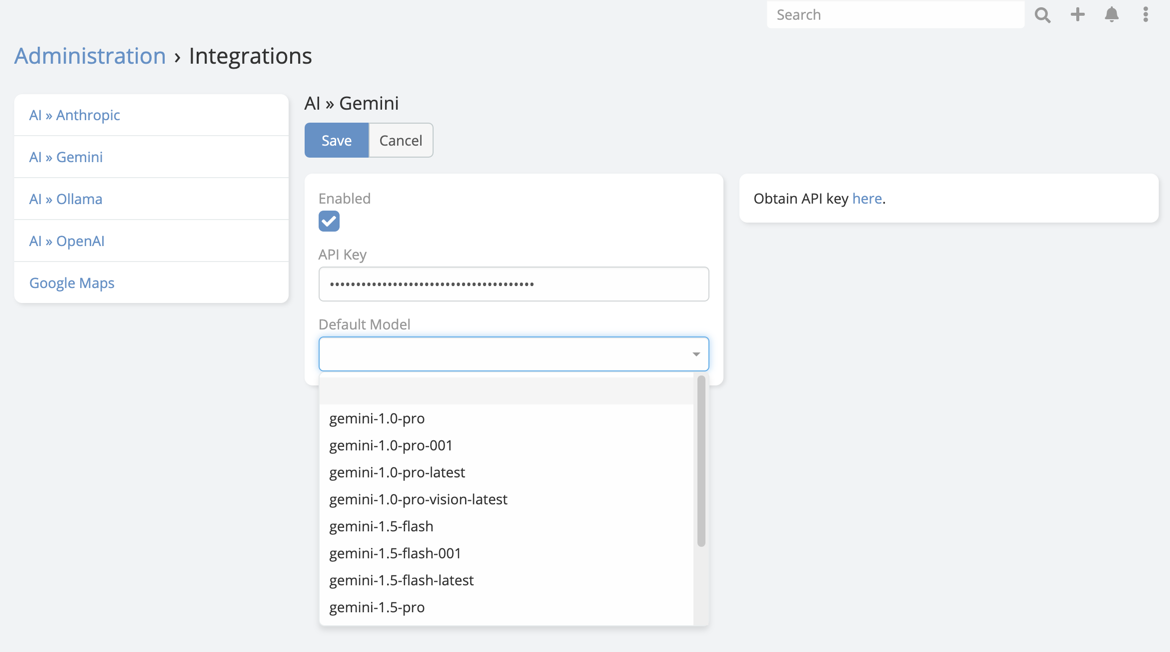 Search
Administration › Integrations
AI » Anthropic
AI » Gemini
AI » Ollama
AI » OpenAI
Google Maps
AI » Gemini
Save Cancel
Enabled
API Key
••••••••••••••••••••••••••••••••••••••••
Default Model
gemini-1.0-pro
gemini-1.0-pro-001
gemini-1.0-pro-latest
gemini-1.0-pro-vision-latest
gemini-1.5-flash
gemini-1.5-flash-001
gemini-1.5-flash-latest
gemini-1.5-pro
Obtain API key here.